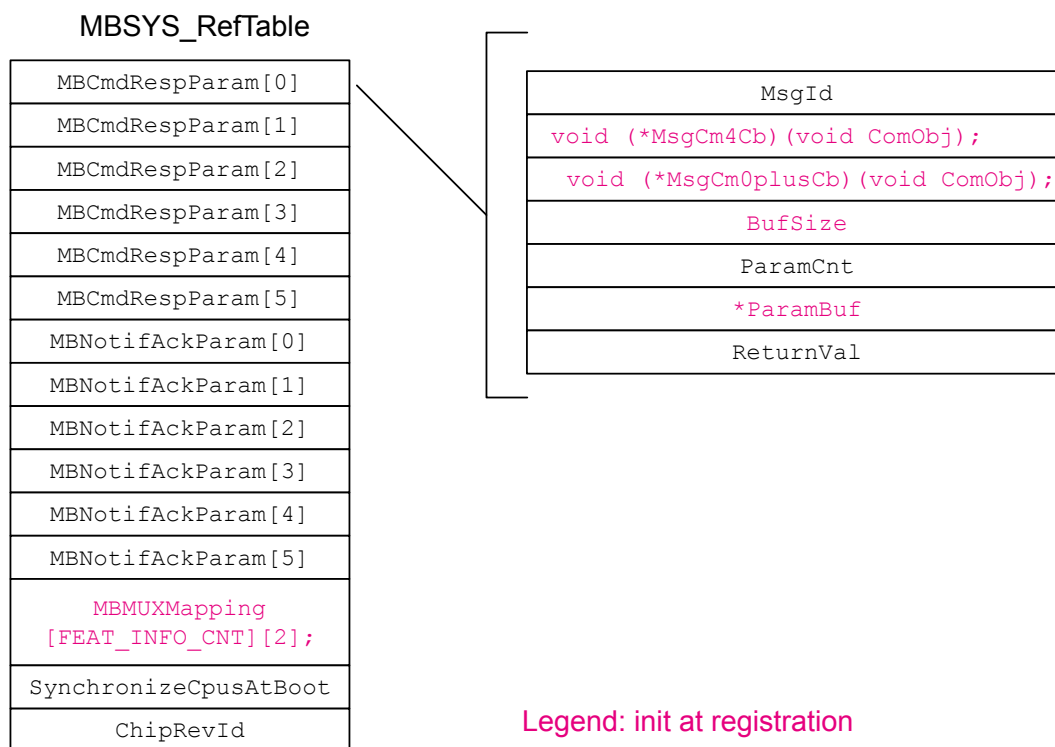 MBSYS_RefTable
MBCmdRespParam[0]
MBCmdRespParam[1]
MBCmdRespParam[2]
MBCmdRespParam[3]
MBCmdRespParam[4]
MBCmdRespParam[5]
MBNotifAckParam[0]
MBNotifAckParam[1]
MBNotifAckParam[2]
MBNotifAckParam[3]
MBNotifAckParam[4]
MBNotifAckParam[5]
MBMUXMapping
[FEAT_INFO_CNT][2];
SynchronizeCpusAtBoot
ChipRevId
MsgId
void (*MsgCm4Cb)(void ComObj);
void (*MsgCm0plusCb)(void ComObj);
BufSize
ParamCnt
*ParamBuf
ReturnVal
Legend: init at registration